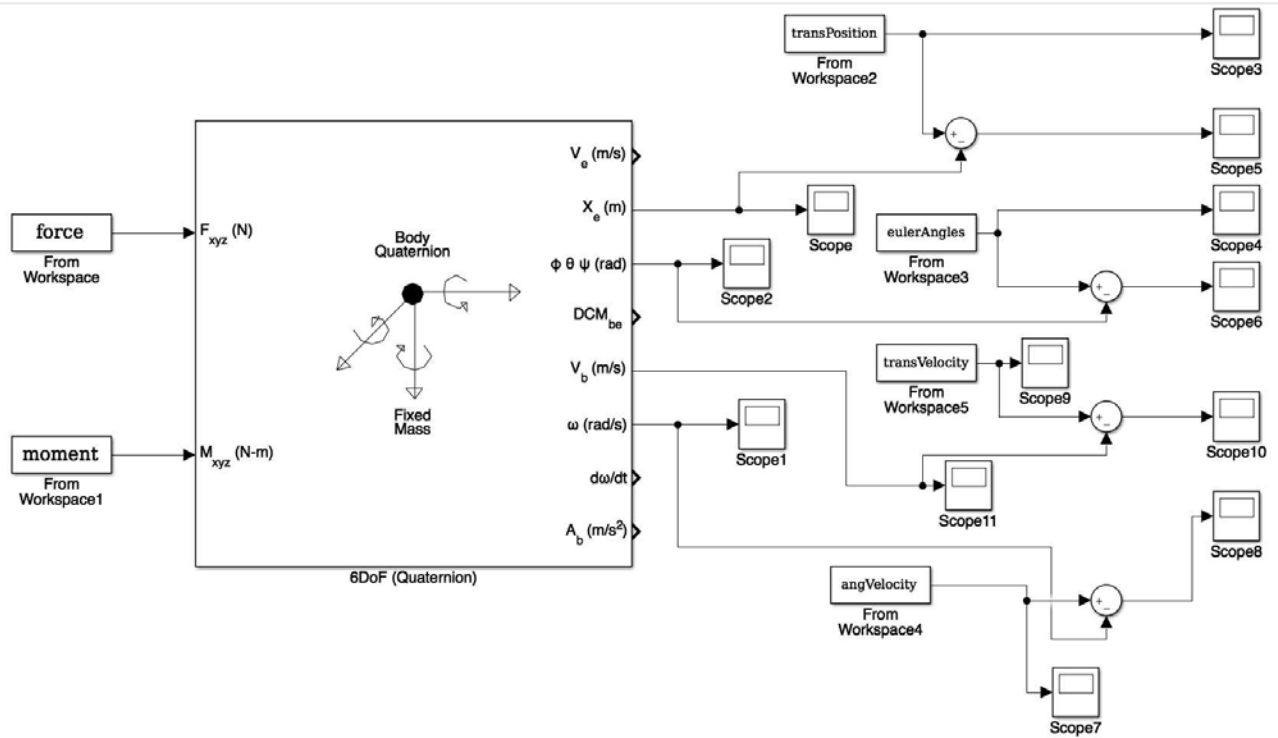 transPosition
From
Workspace2
Scope3
+
−
Scope5
V_e (m/s)
X_e (m)
Scope
force
From
Workspace
F_xyz (N)
Body
Quaternion
eulerAngles
From
Workspace3
Scope4
ϕ θ ψ (rad)
Scope2
+
−
Scope6
DCM_be
V_b (m/s)
transVelocity
From
Workspace5
Scope9
Fixed
Mass
+
−
Scope10
ω (rad/s)
Scope1
moment
From
Workspace1
M_xyz (N-m)
dω/dt
Scope11
A_b (m/s²)
Scope8
6DoF (Quaternion)
angVelocity
From
Workspace4
+
−
Scope7